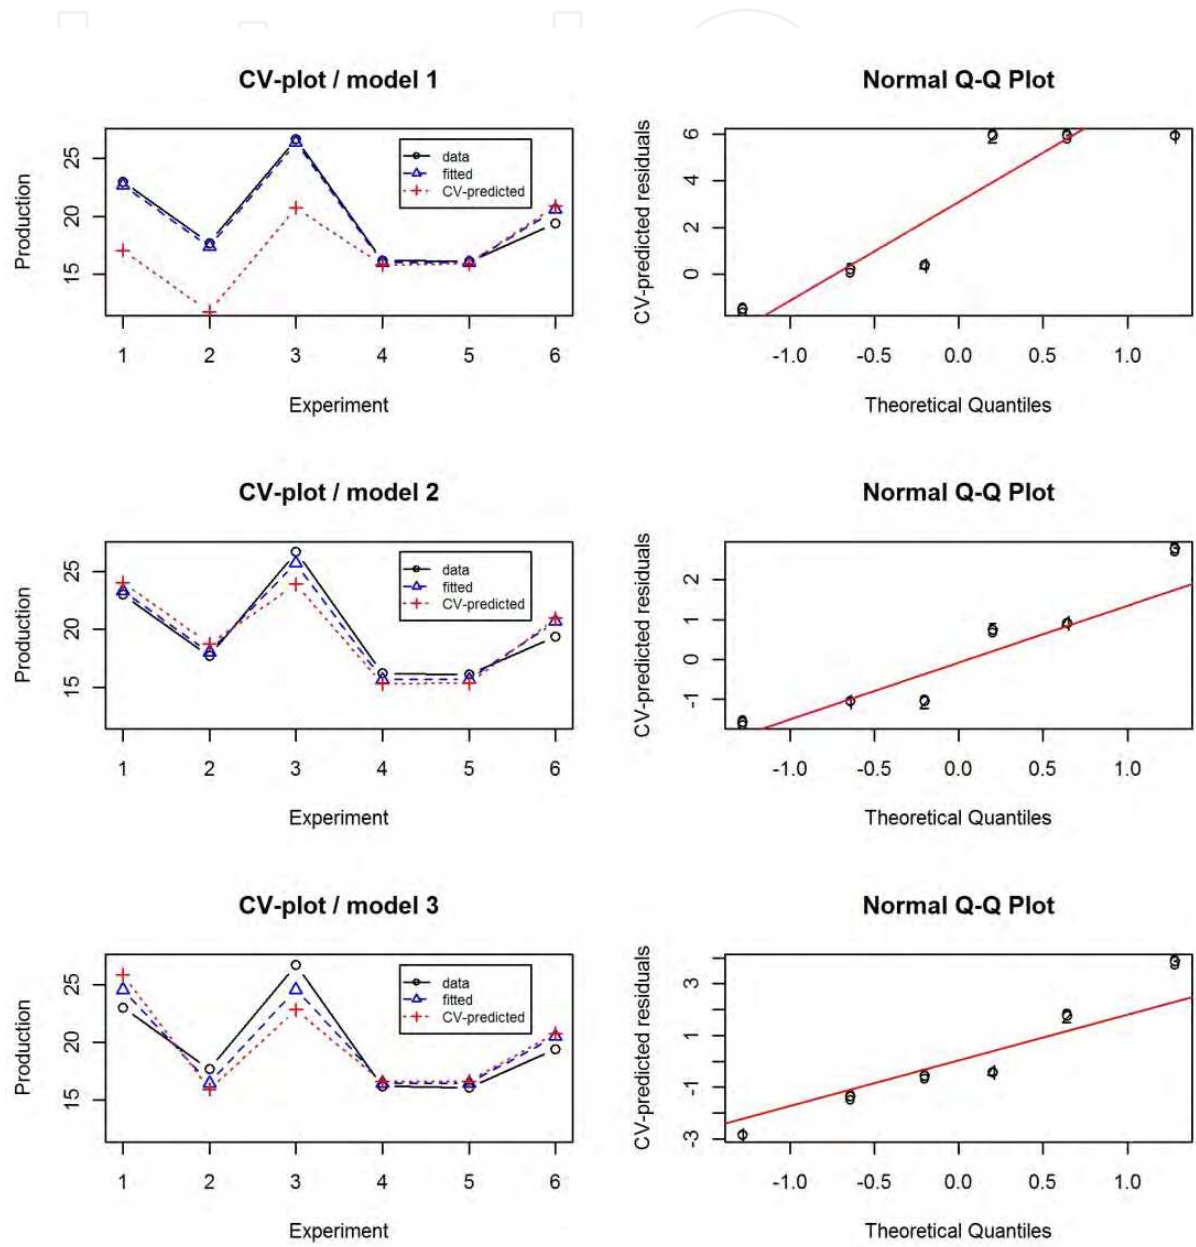 CV-plot / model 1
Normal Q-Q Plot
Production
25
20
15
data
fitted
CV-predicted
1 2 3 4 5 6
Experiment
CV-predicted residuals
6
4
2
0
-1.0 -0.5 0.0 0.5 1.0
Theoretical Quantiles
CV-plot / model 2
Normal Q-Q Plot
Production
25
20
15
data
fitted
CV-predicted
1 2 3 4 5 6
Experiment
CV-predicted residuals
2
1
0
-1
-1.0 -0.5 0.0 0.5 1.0
Theoretical Quantiles
CV-plot / model 3
Normal Q-Q Plot
Production
25
20
15
data
fitted
CV-predicted
1 2 3 4 5 6
Experiment
CV-predicted residuals
3
1
-1
-3
-1.0 -0.5 0.0 0.5 1.0
Theoretical Quantiles